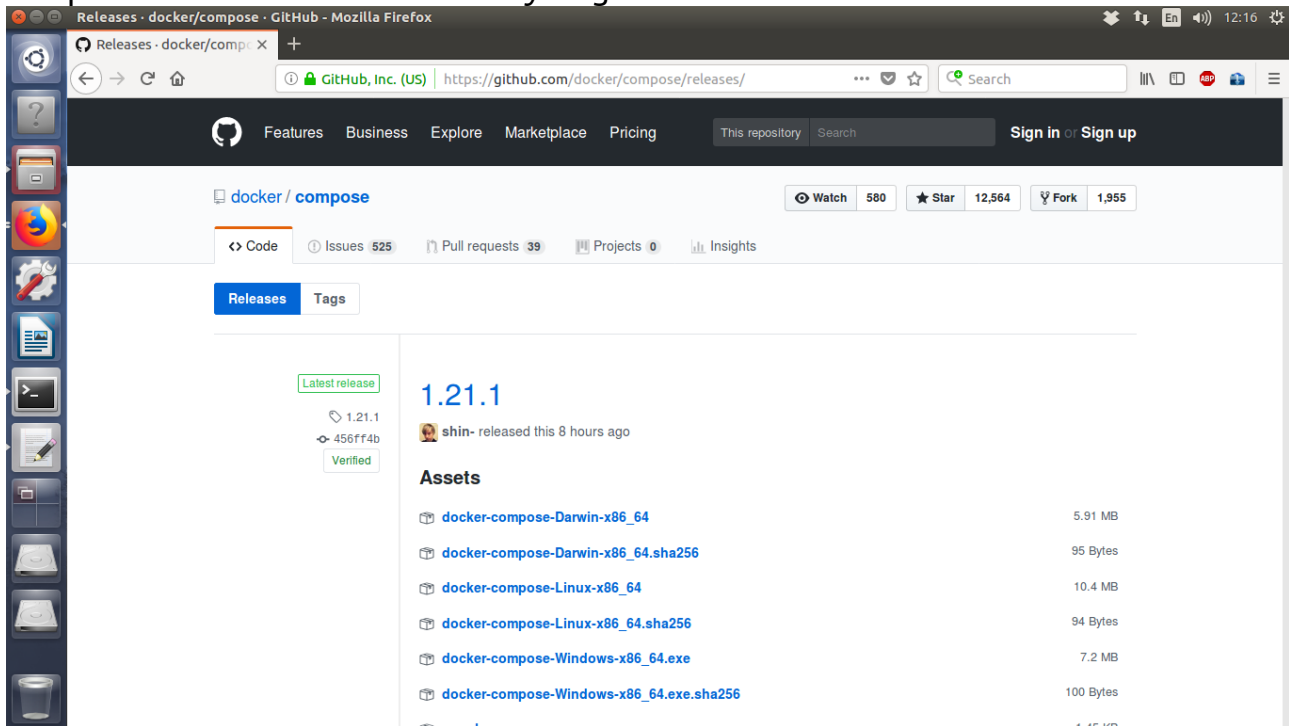 Releases · docker/compose · GitHub - Mozilla Firefox
En 12:16
Releases · docker/compo
GitHub, Inc. (US) https://github.com/docker/compose/releases/ Search
ABP
Features Business Explore Marketplace Pricing This repository Search Sign in or Sign up
docker / compose Watch 580 Star 12,564 Fork 1,955
Code Issues 525 Pull requests 39 Projects 0 Insights
Releases Tags
Latest release
1.21.1
456ff4b
Verified
1.21.1
shin- released this 8 hours ago
Assets
docker-compose-Darwin-x86_64 5.91 MB
docker-compose-Darwin-x86_64.sha256 95 Bytes
docker-compose-Linux-x86_64 10.4 MB
docker-compose-Linux-x86_64.sha256 94 Bytes
docker-compose-Windows-x86_64.exe 7.2 MB
docker-compose-Windows-x86_64.exe.sha256 100 Bytes